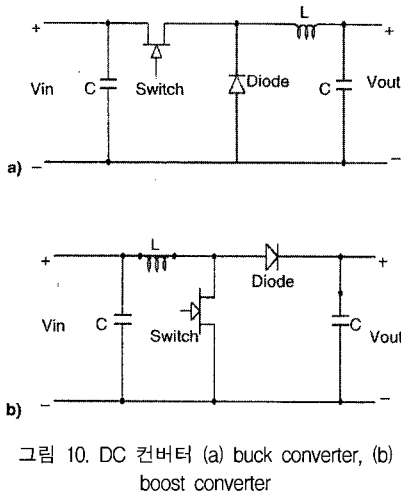 L
+ +
Vin C Switch Diode C Vout
a) − −
L
+ +
Diode
Vin C Switch C Vout
b) − −
그림 10. DC 컨버터 (a) buck converter, (b)
boost converter